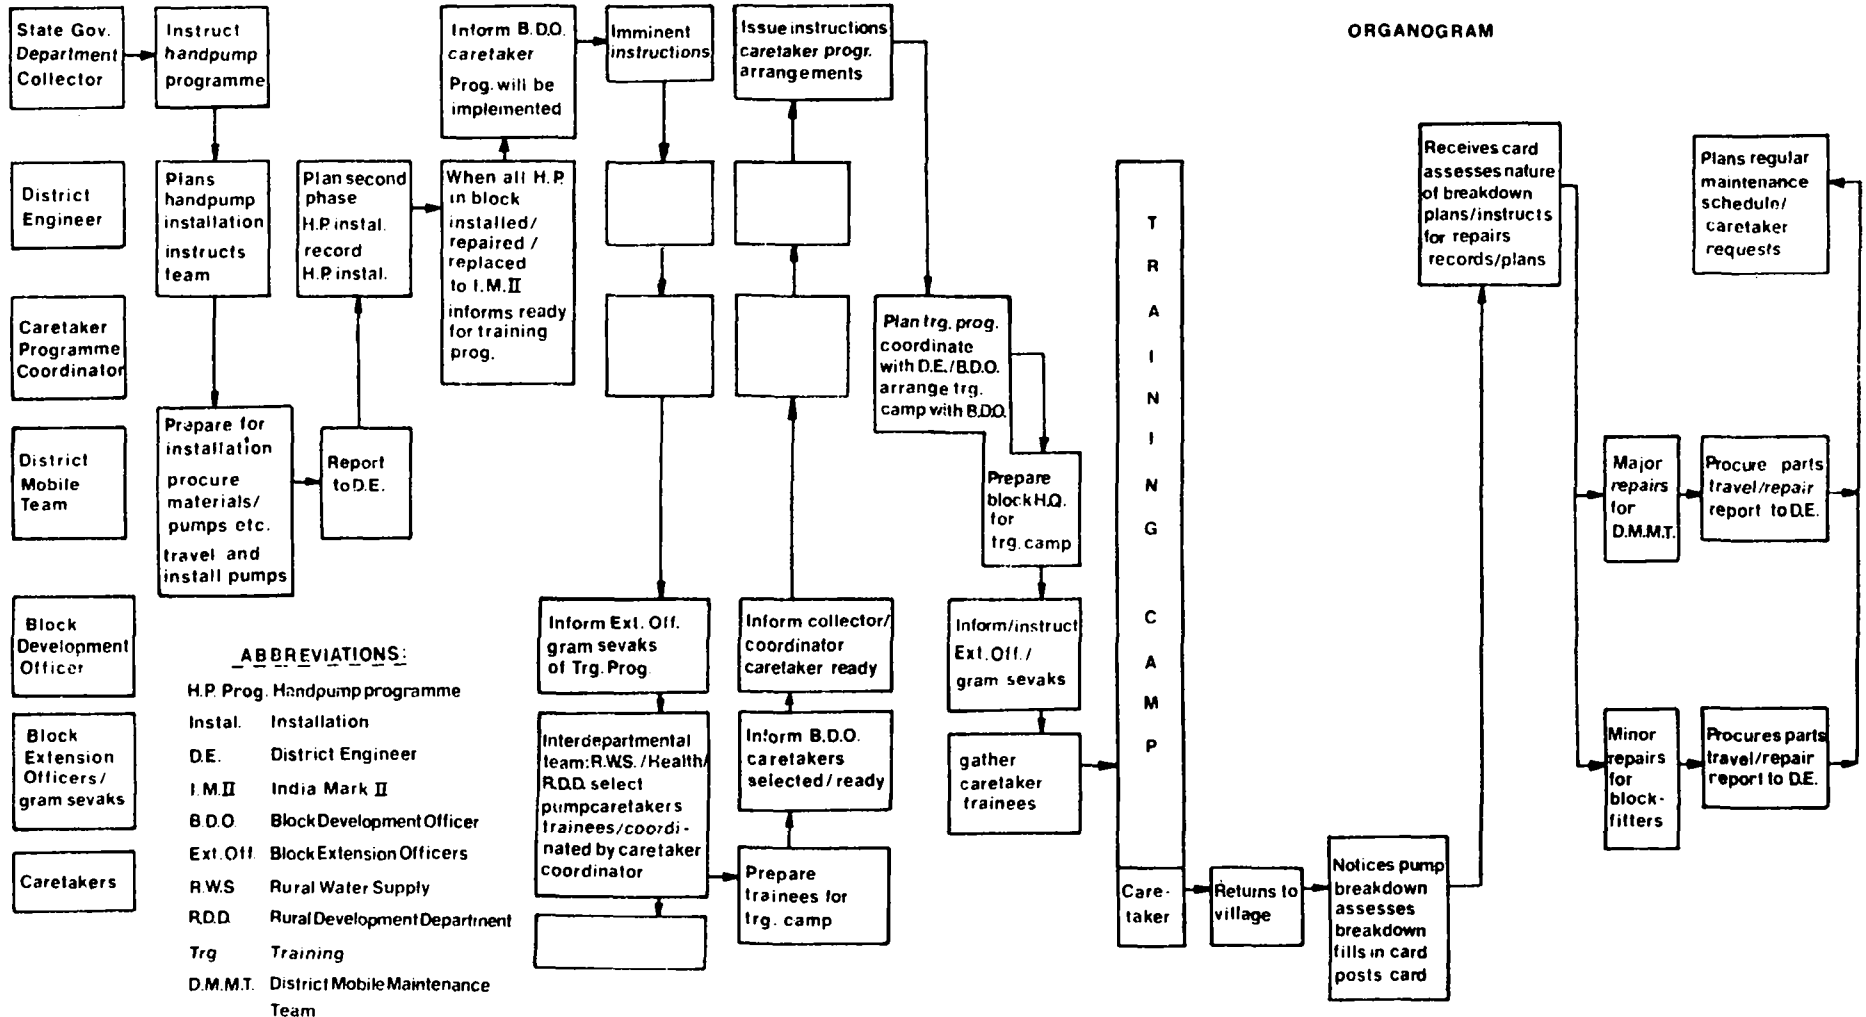 ORGANOGRAM
State Gov.
Department
Collector
Instruct
handpump
programme
Inform B.D.O.
caretaker
Prog. will be
implemented
Imminent
instructions
Issue instructions
caretaker progr.
arrangements
District
Engineer
Plans
handpump
installation
instructs
team
Plan second
phase
H.P. instal.
record
H.P. instal.
When all H.P.
in block
installed/
repaired /
replaced
to I.M.II
informs ready
for training
prog.
Receives card
assesses nature
of breakdown
plans/instructs
for repairs
records/plans
Plans regular
maintenance
schedule/
caretaker
requests
Caretaker
Programme
Coordinator
Plan trg. prog.
coordinate
with D.E./B.D.O.
arrange trg.
camp with B.D.O.
District
Mobile
Team
Prepare for
installation
procure
materials/
pumps etc.
travel and
install pumps
Report
to D.E.
Prepare
block H.Q.
for
trg. camp
Major
repairs
for
D.M.M.T.
Procure parts
travel/repair
report to D.E.
Block
Development
Officer
Inform Ext. Off.
gram sevaks
of Trg. Prog.
Inform collector/
coordinator
caretaker ready
Inform/instruct
Ext. Off./
gram sevaks
Block
Extension
Officers/
gram sevaks
Interdepartmental
team: R.W.S./Health/
R.D.D. select
pumpcaretakers
trainees/coordi-
nated by caretaker
coordinator
Inform B.D.O.
caretakers
selected/ready
gather
caretaker
trainees
Minor
repairs
for
block-
fitters
Procures parts
travel/repair
report to D.E.
Caretakers
Prepare
trainees for
trg. camp
TRAINING CAMP
Care-
taker
Returns to
village
Notices pump
breakdown
assesses
breakdown
fills in card
posts card
ABBREVIATIONS:
H.P. Prog. Handpump programme
Instal. Installation
D.E. District Engineer
I.M.II India Mark II
B.D.O. Block Development Officer
Ext.Off. Block Extension Officers
R.W.S Rural Water Supply
R.D.D. Rural Development Department
Trg Training
D.M.M.T. District Mobile Maintenance
Team